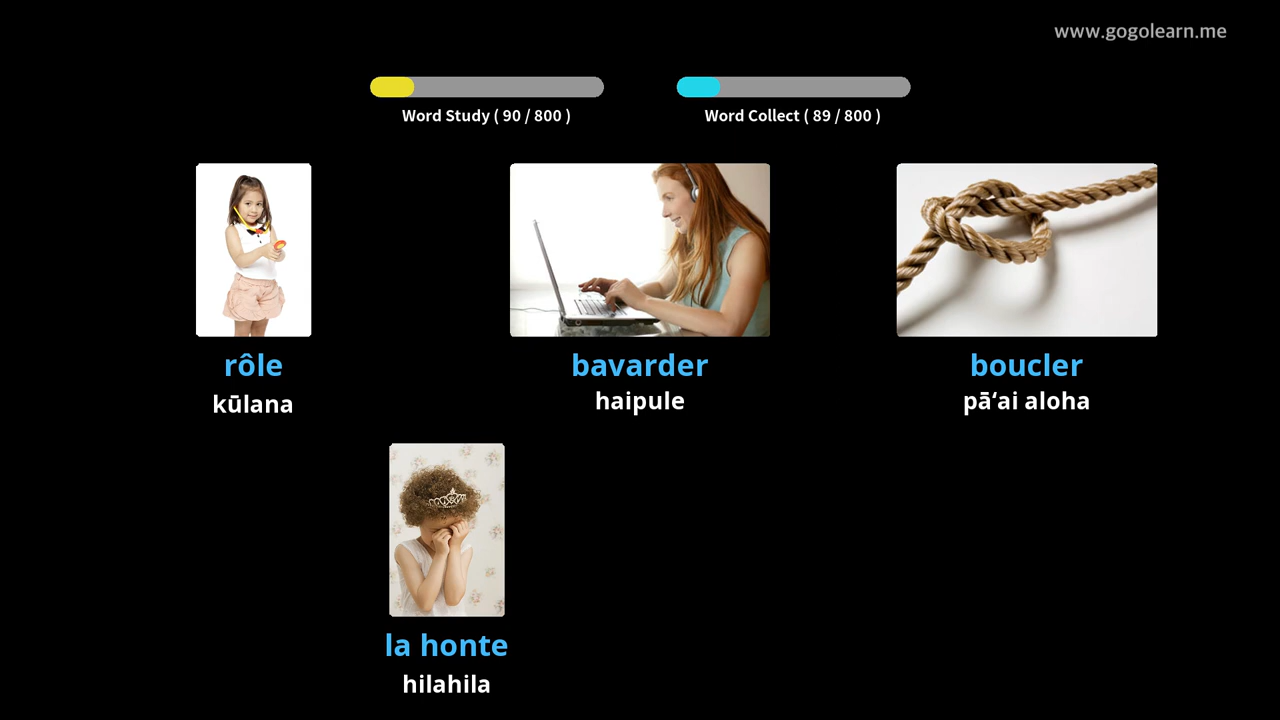 www.gogolearn.me
Word Study ( 90 / 800 )
Word Collect ( 89 / 800 )
rôle
kūlana
bavarder
haipule
boucler
pāʻai aloha
la honte
hilahila